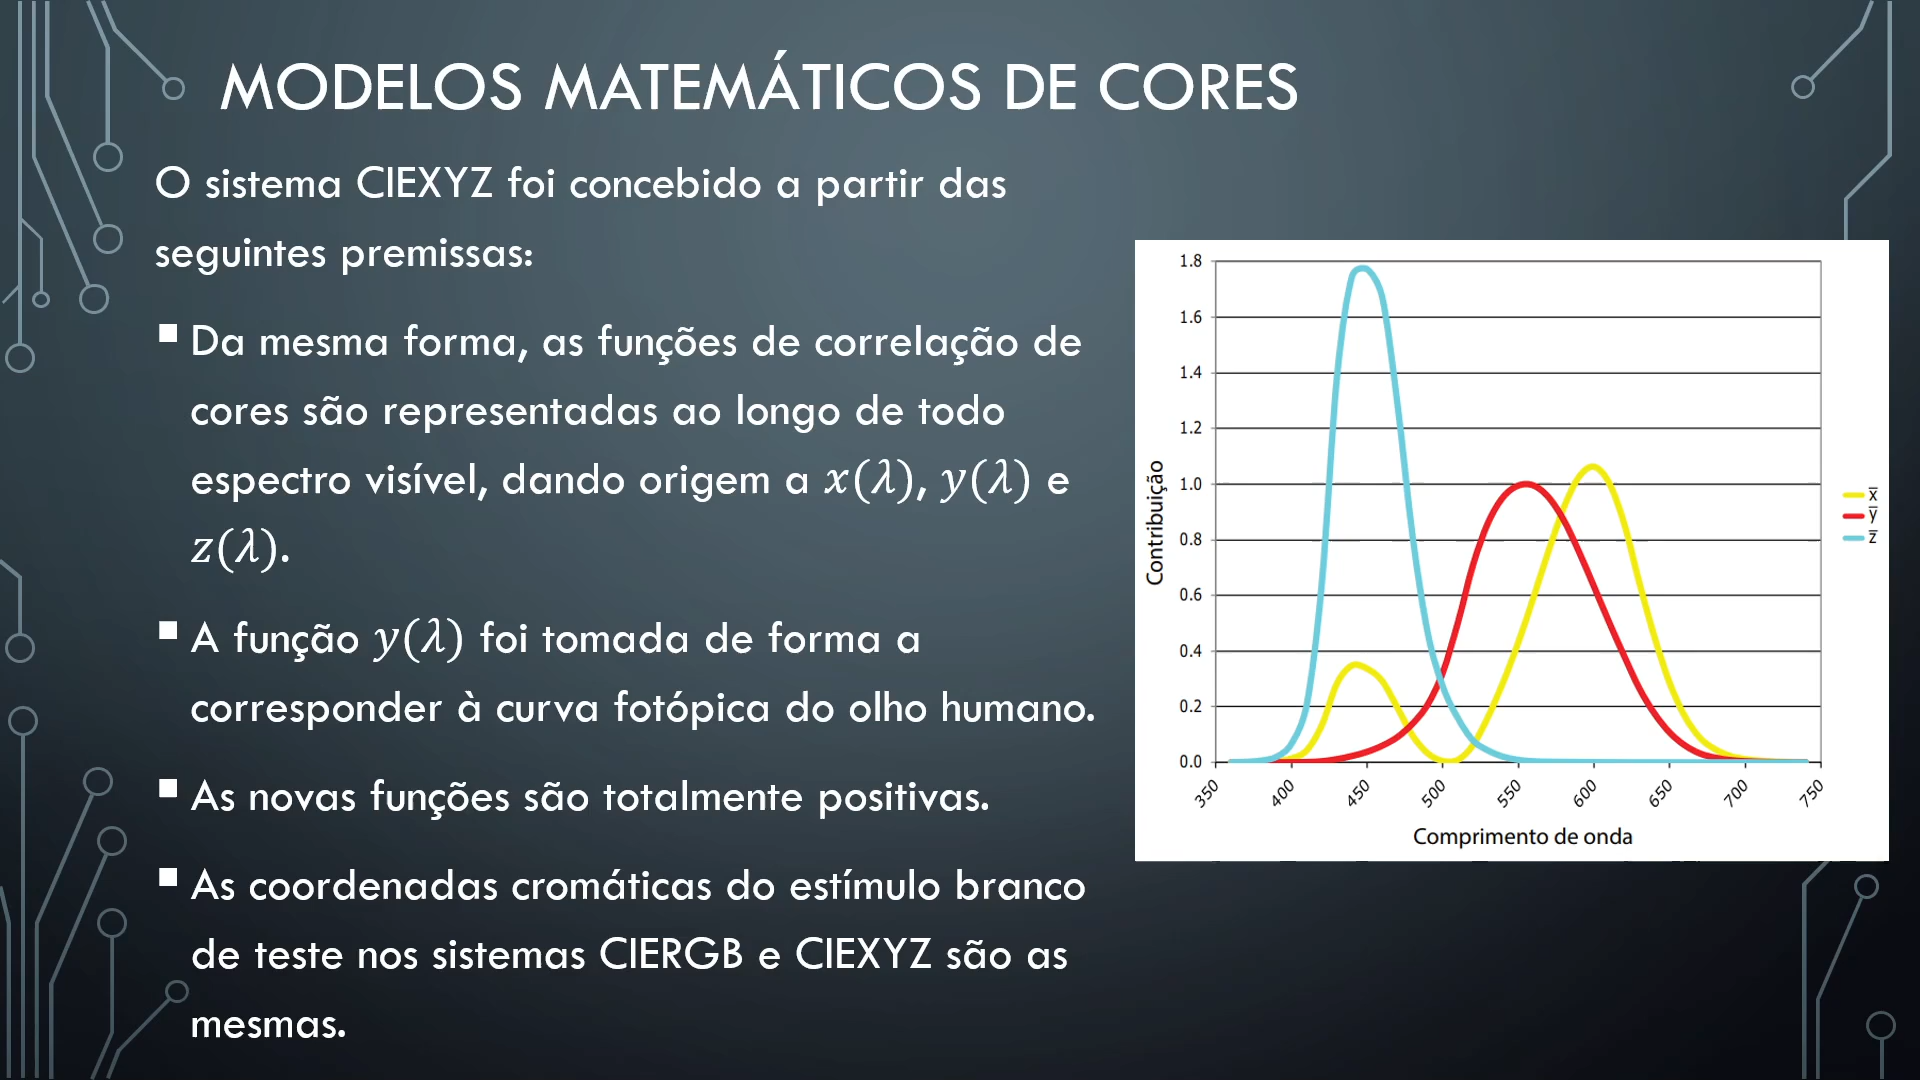 MODELOS MATEMÁTICOS DE CORES
O sistema CIEXYZ foi concebido a partir das
seguintes premissas:
▪ Da mesma forma, as funções de correlação de
cores são representadas ao longo de todo
espectro visível, dando origem a x(λ), y(λ) e
z(λ).
▪ A função y(λ) foi tomada de forma a
corresponder à curva fotópica do olho humano.
▪ As novas funções são totalmente positivas.
▪ As coordenadas cromáticas do estímulo branco
de teste nos sistemas CIERGB e CIEXYZ são as
mesmas.
1.8
1.6
1.4
1.2
1.0
0.8
0.6
0.4
0.2
0.0
Contribuição
350 400 450 500 550 600 650 700 750
Comprimento de onda
x̅
y̅
z̅